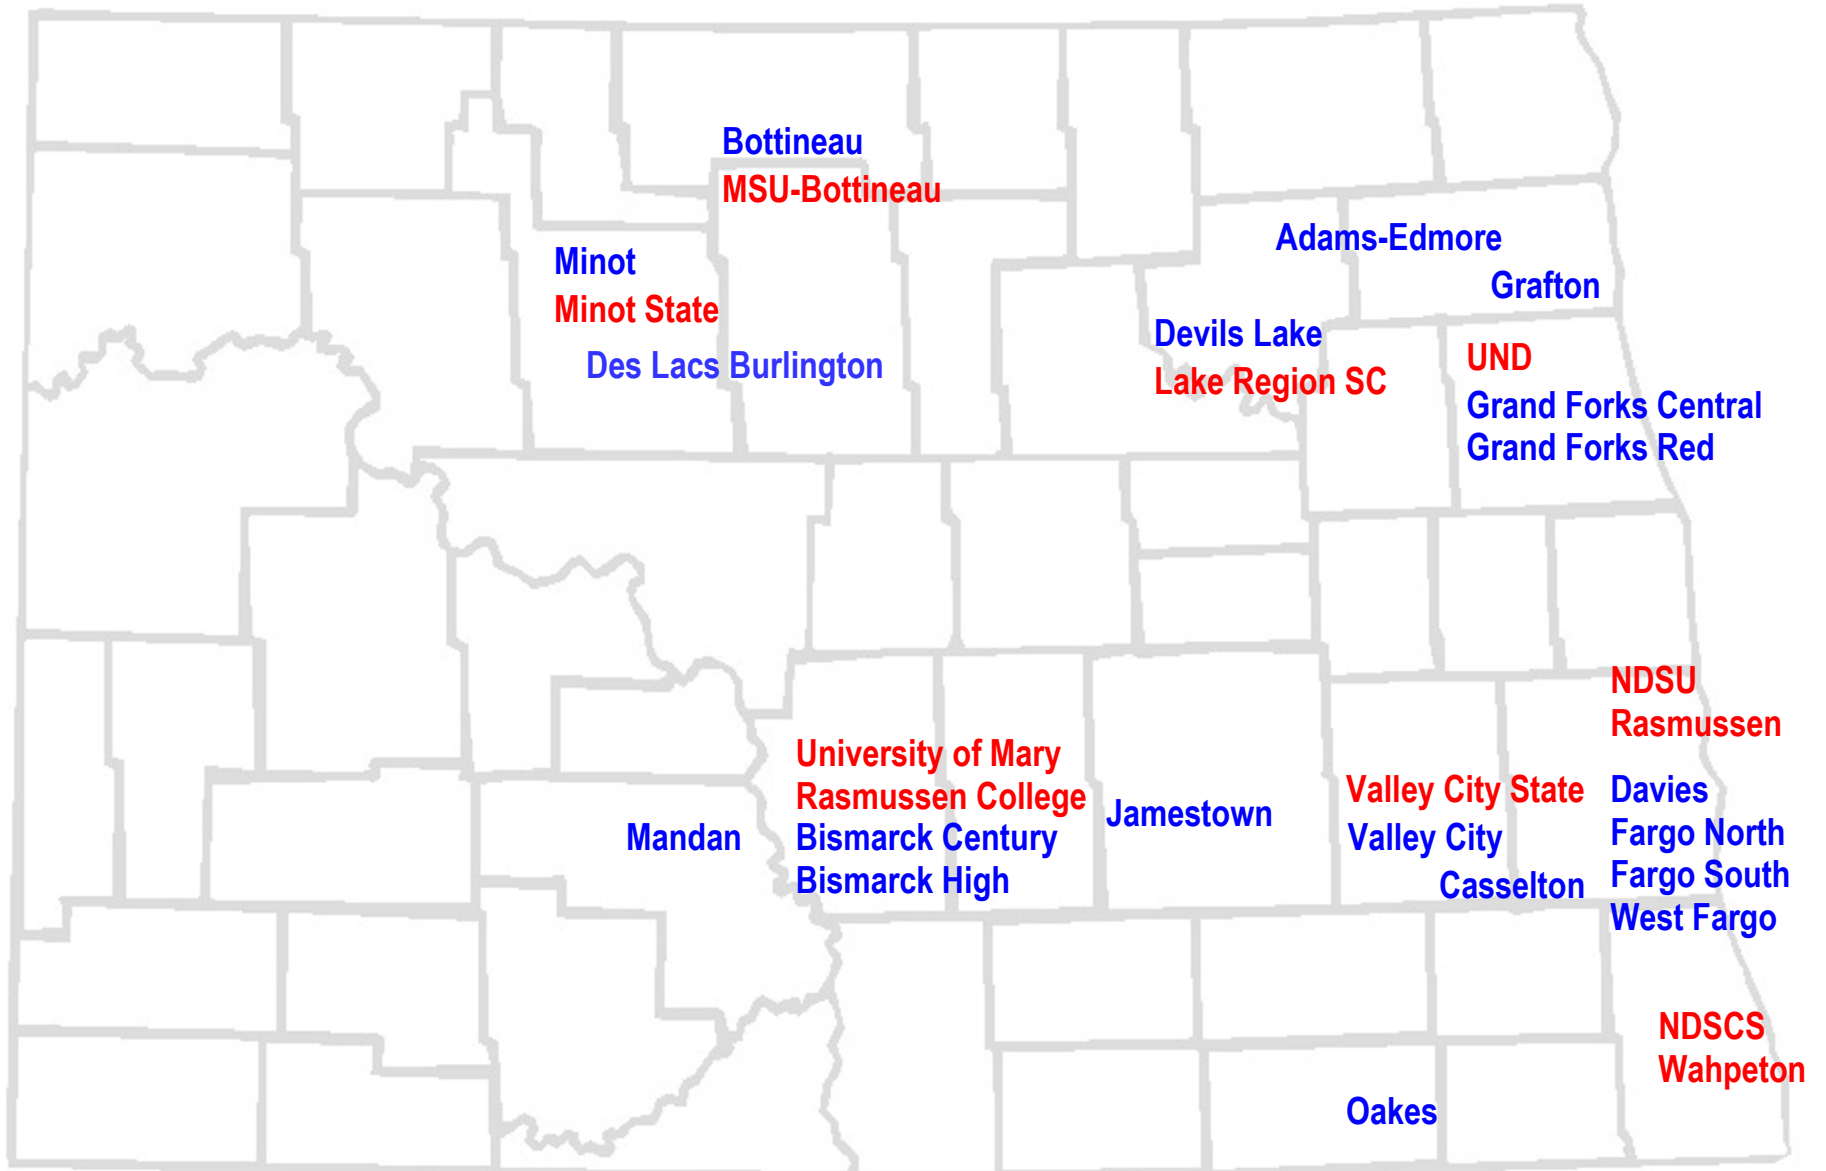 Bottineau
MSU-Bottineau
Adams-Edmore
Minot
Grafton
Minot State
Devils Lake
UND
Des Lacs Burlington
Lake Region SC
Grand Forks Central
Grand Forks Red
NDSU
Rasmussen
University of Mary
Rasmussen College
Bismarck Century
Bismarck High
Mandan
Jamestown
Valley City State
Valley City
Casselton
Davies
Fargo North
Fargo South
West Fargo
NDSCS
Wahpeton
Oakes